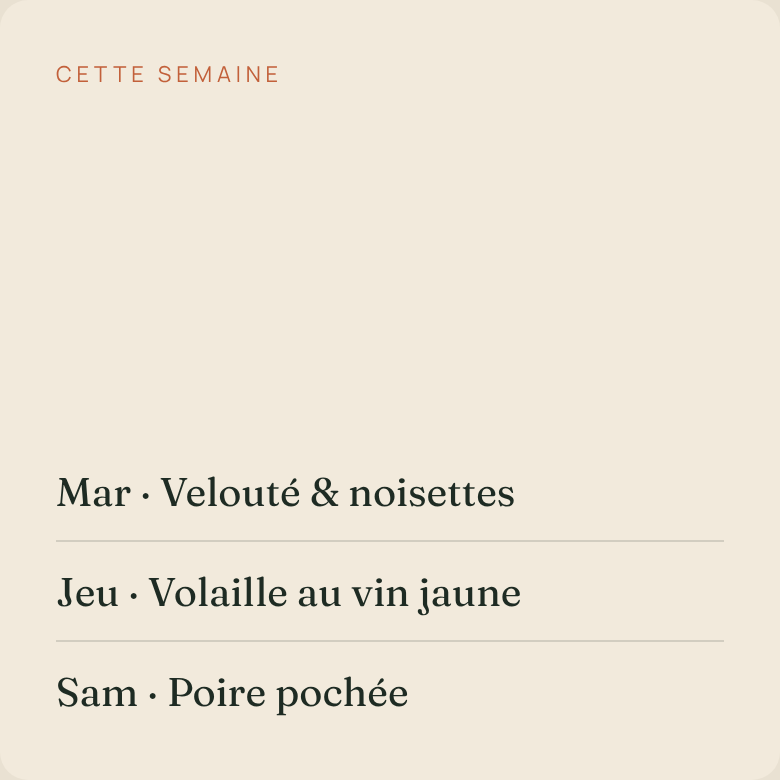 CETTE SEMAINE
Mar · Velouté & noisettes
Jeu · Volaille au vin jaune
Sam · Poire pochée